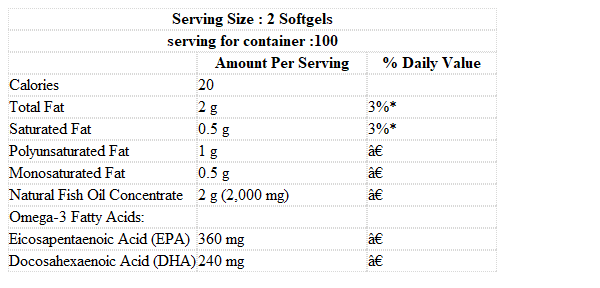 Serving Size : 2 Softgels
serving for container :100
Amount Per Serving % Daily Value
Calories 20
Total Fat 2 g 3%*
Saturated Fat 0.5 g 3%*
Polyunsaturated Fat 1 g â€
Monosaturated Fat 0.5 g â€
Natural Fish Oil Concentrate 2 g (2,000 mg) â€
Omega-3 Fatty Acids:
Eicosapentaenoic Acid (EPA) 360 mg â€
Docosahexaenoic Acid (DHA) 240 mg â€